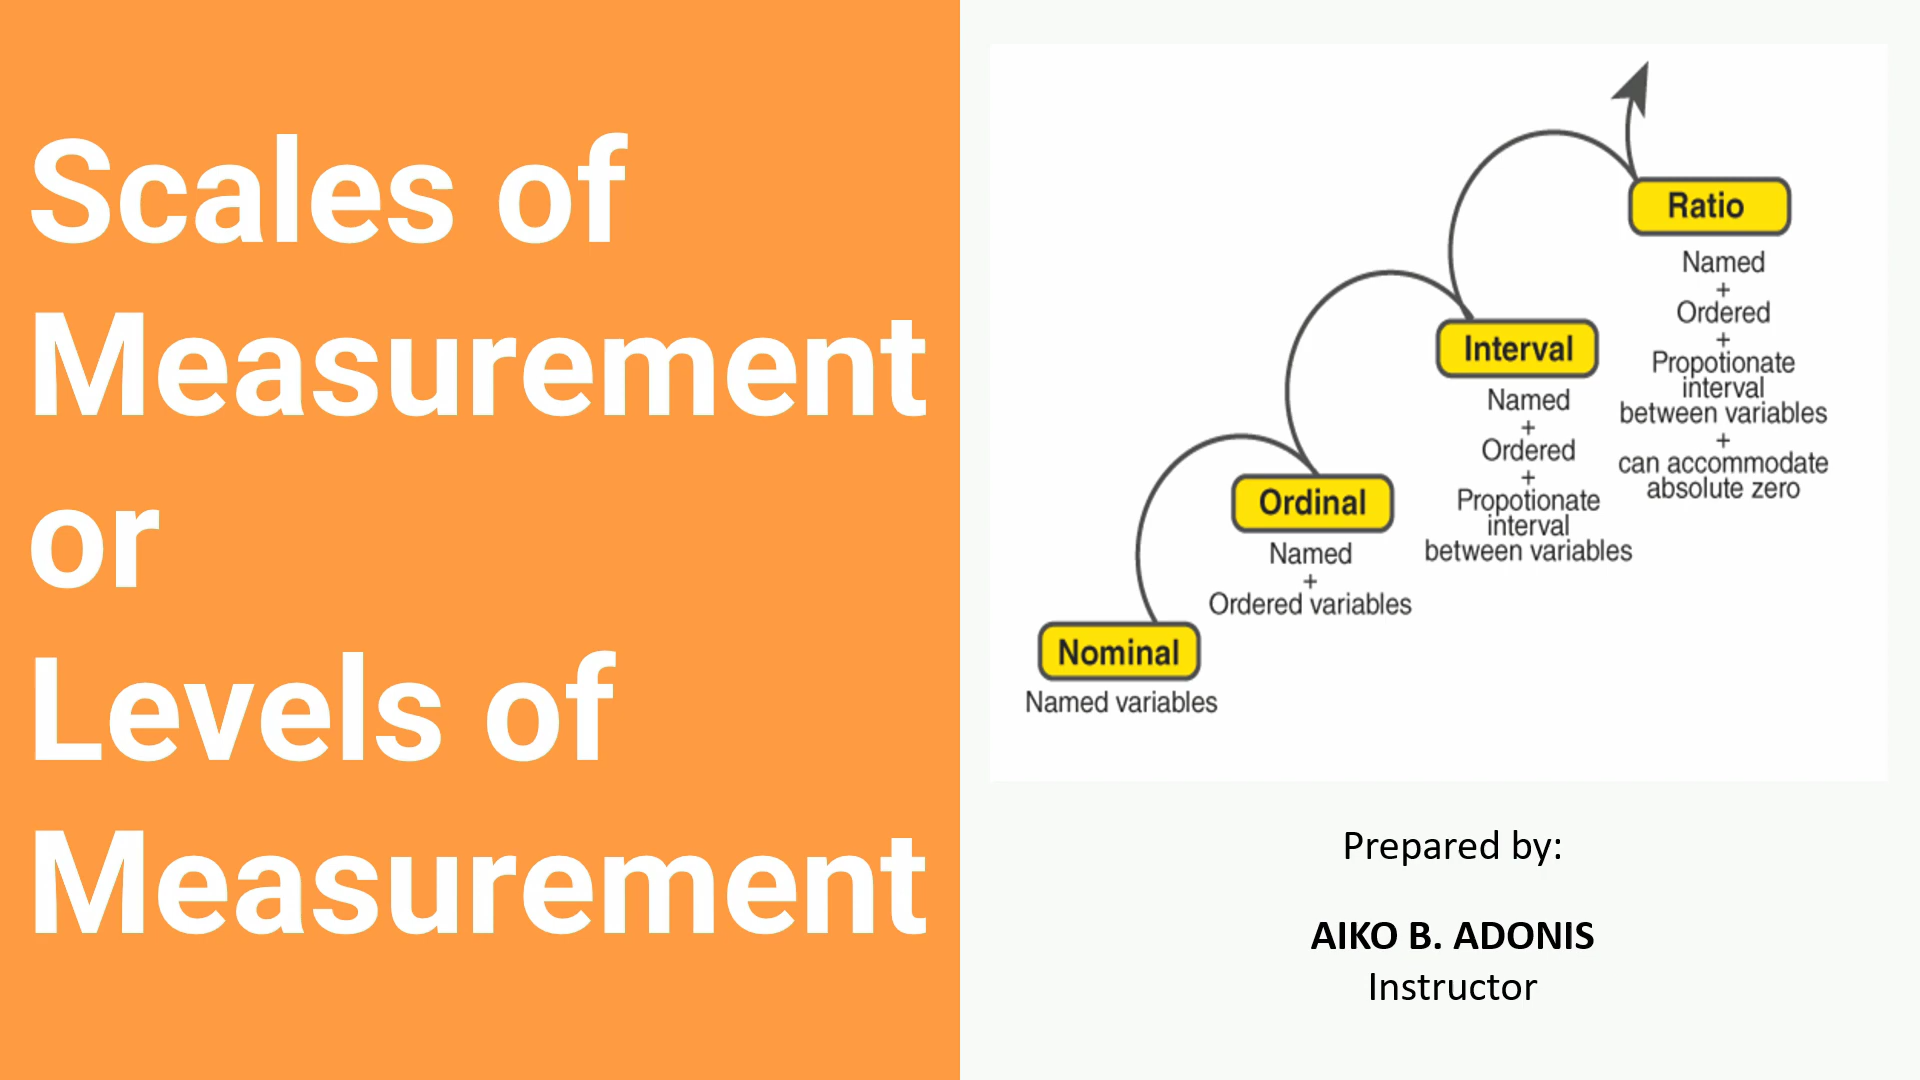 Scales of
Measurement
or
Levels of
Measurement
Ratio
Named
+
Ordered
+
Propotionate
interval
between variables
+
can accommodate
absolute zero
Interval
Named
+
Ordered
+
Propotionate
interval
between variables
Ordinal
Named
+
Ordered variables
Nominal
Named variables
Prepared by:
AIKO B. ADONIS
Instructor